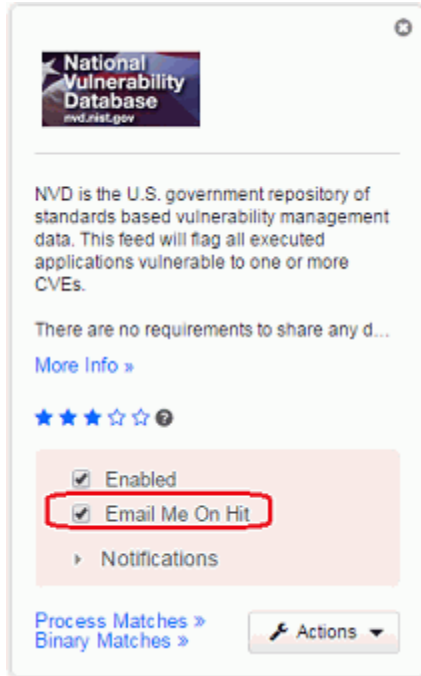 National
Vulnerability
Database
nvd.nist.gov
NVD is the U.S. government repository of
standards based vulnerability management
data. This feed will flag all executed
applications vulnerable to one or more
CVEs.
There are no requirements to share any d...
More Info »
Enabled
Email Me On Hit
Notifications
Process Matches »
Binary Matches »
Actions